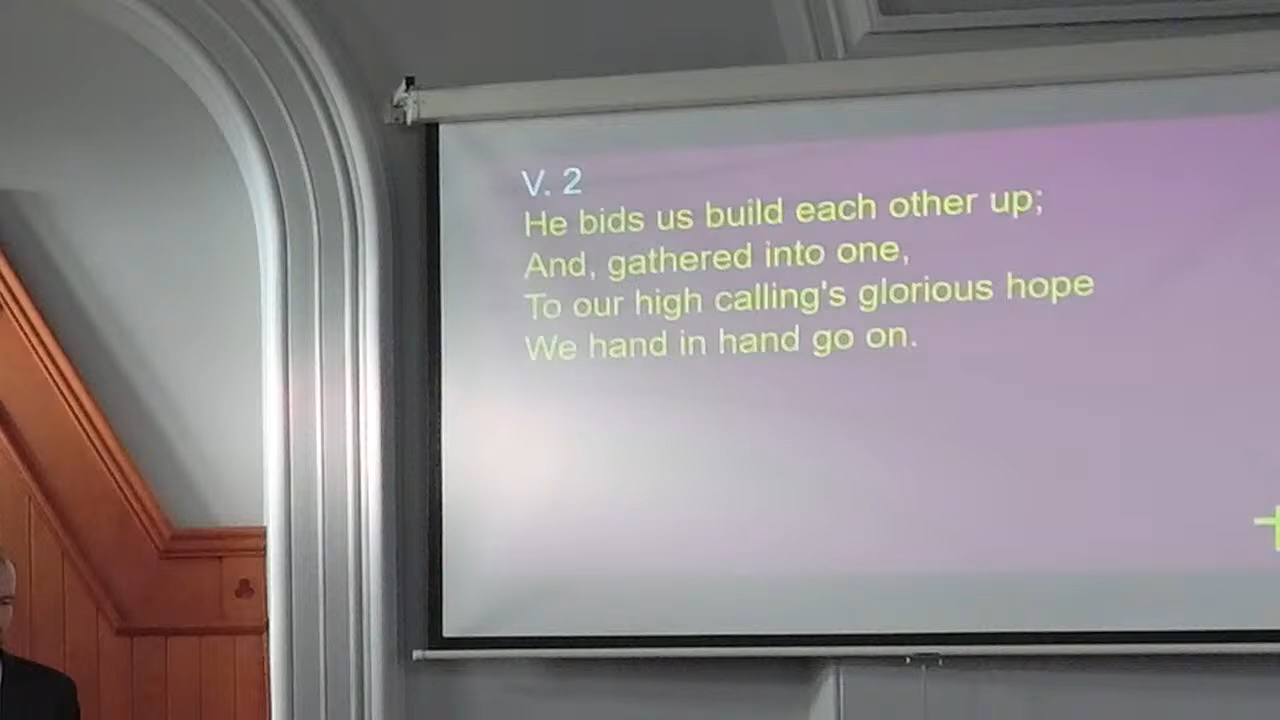 V. 2
He bids us build each other up;
And, gathered into one,
To our high calling's glorious hope
We hand in hand go on.